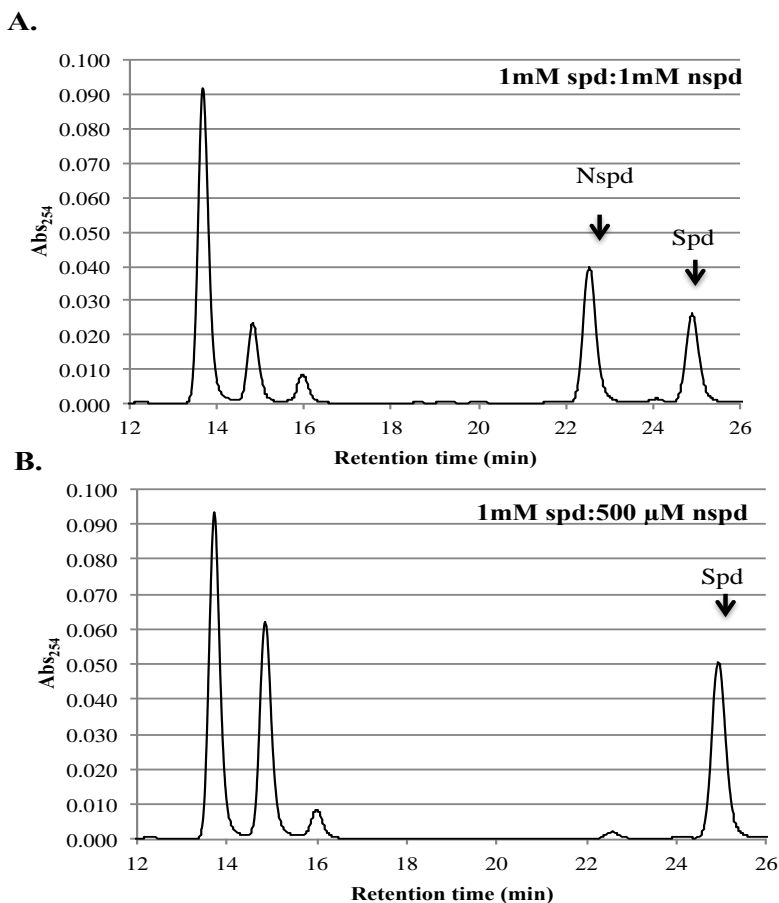 A.
1mM spd:1mM nspd
0.100
0.090
0.080
0.070
0.060
0.050
0.040
0.030
0.020
0.010
0.000
Abs254
Nspd
Spd
12 14 16 18 20 22 24 26
Retention time (min)
B.
1mM spd:500 µM nspd
0.100
0.090
0.080
0.070
0.060
0.050
0.040
0.030
0.020
0.010
0.000
Abs254
Spd
12 14 16 18 20 22 24 26
Retention time (min)